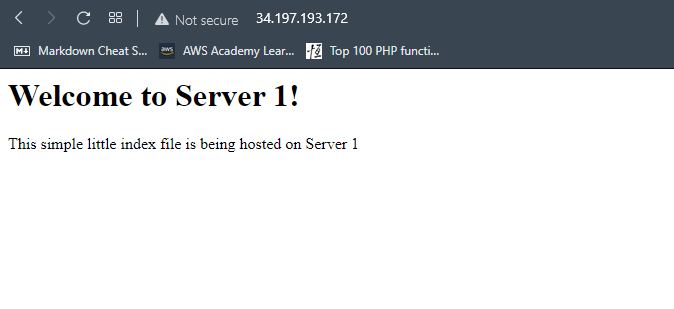 Not secure 34.197.193.172
M↓ Markdown Cheat S... aws AWS Academy Lear... Top 100 PHP functi...
Welcome to Server 1!
This simple little index file is being hosted on Server 1